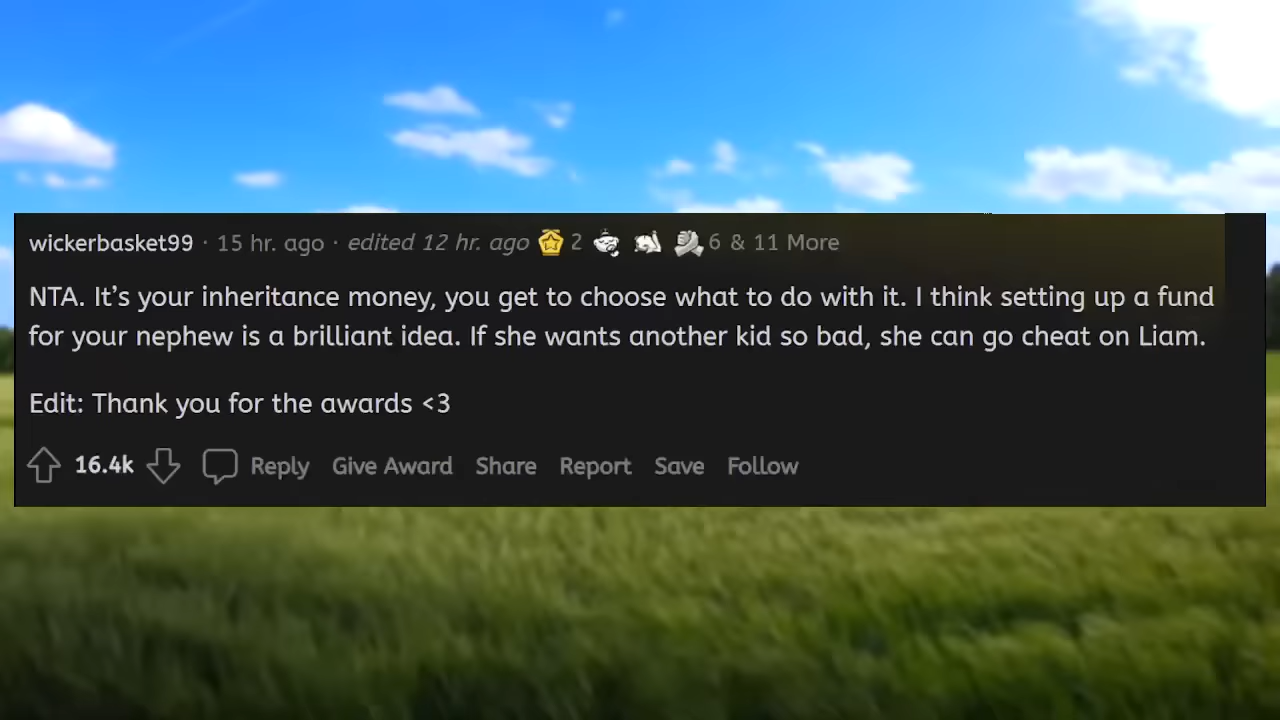 wickerbasket99 · 15 hr. ago · edited 12 hr. ago 2 6 & 11 More
NTA. It’s your inheritance money, you get to choose what to do with it. I think setting up a fund
for your nephew is a brilliant idea. If she wants another kid so bad, she can go cheat on Liam.
Edit: Thank you for the awards <3
16.4k Reply Give Award Share Report Save Follow